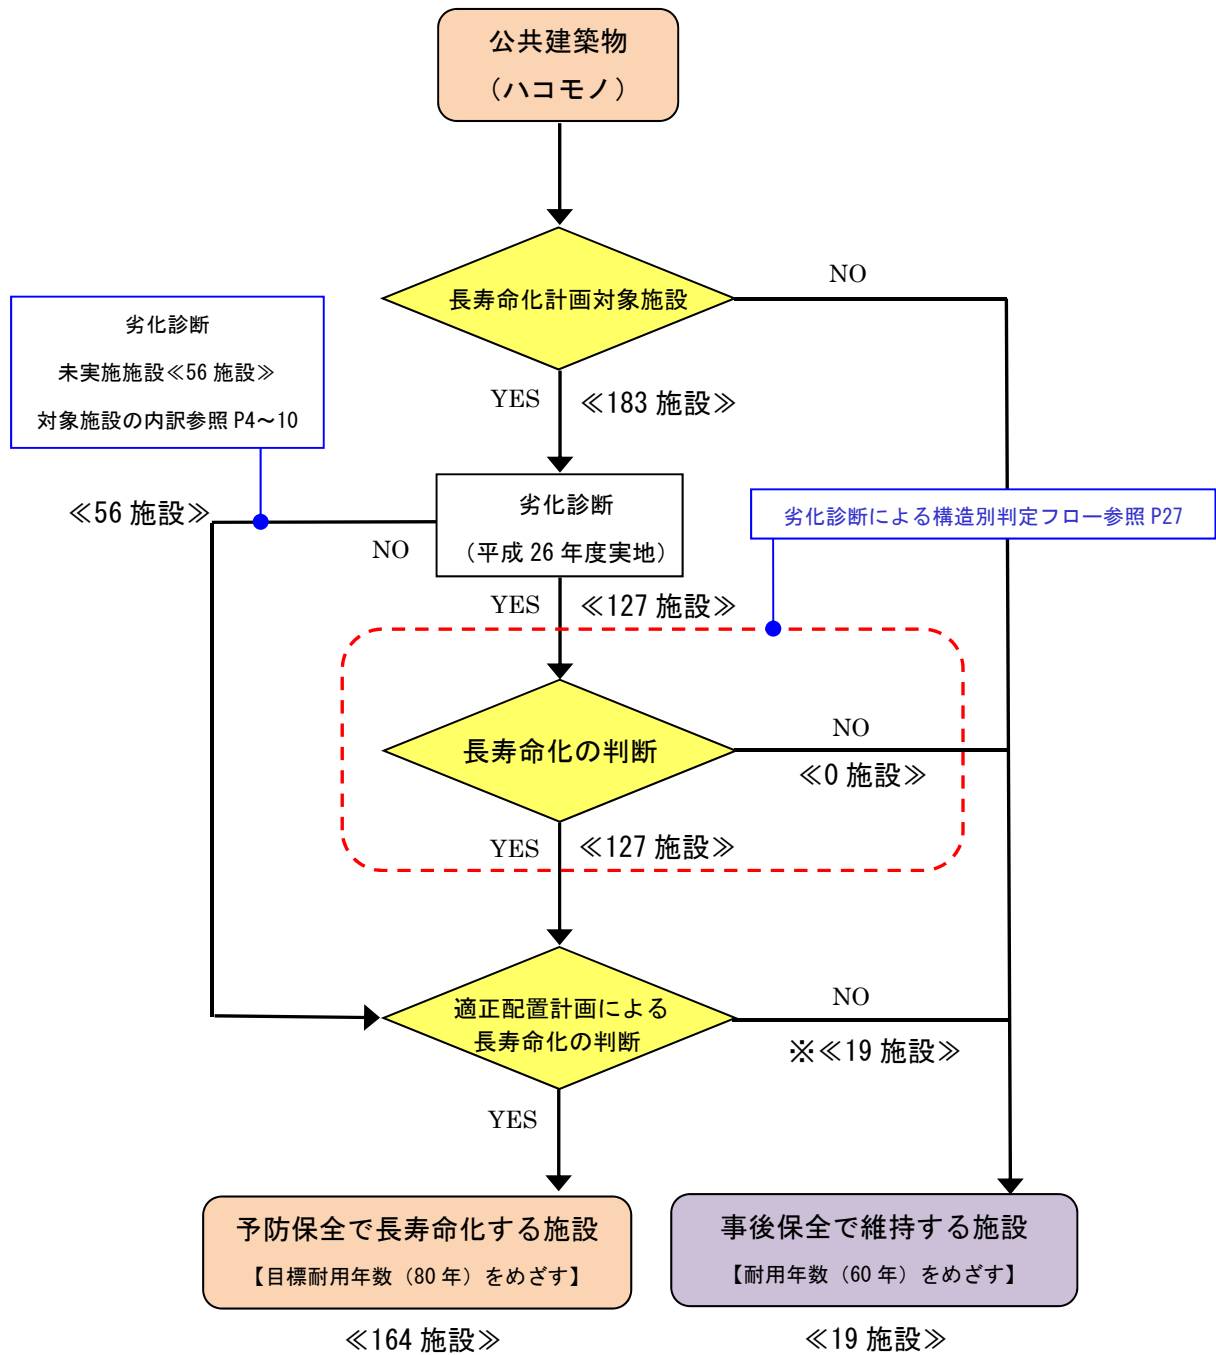 公共建築物
（ハコモノ）
長寿命化計画対象施設
NO
劣化診断
未実施施設≪56 施設≫
対象施設の内訳参照 P4～10
YES
≪183 施設≫
≪56 施設≫
NO
劣化診断
（平成 26 年度実地）
劣化診断による構造別判定フロー参照 P27
YES
≪127 施設≫
長寿命化の判断
NO
≪0 施設≫
YES
≪127 施設≫
適正配置計画による
長寿命化の判断
NO
※≪19 施設≫
YES
予防保全で長寿命化する施設
【目標耐用年数（80 年）をめざす】
≪164 施設≫
事後保全で維持する施設
【耐用年数（60 年）をめざす】
≪19 施設≫